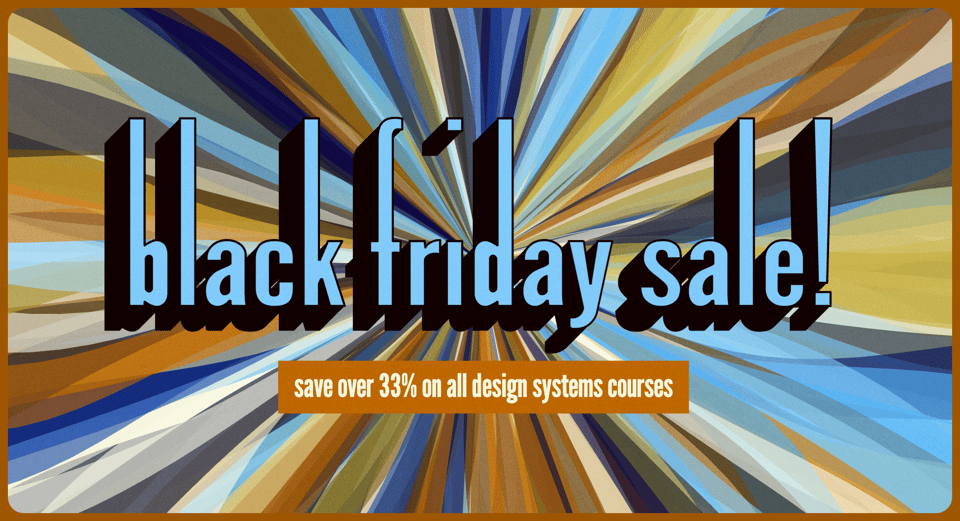 black friday sale!
save over 33% on all design systems courses